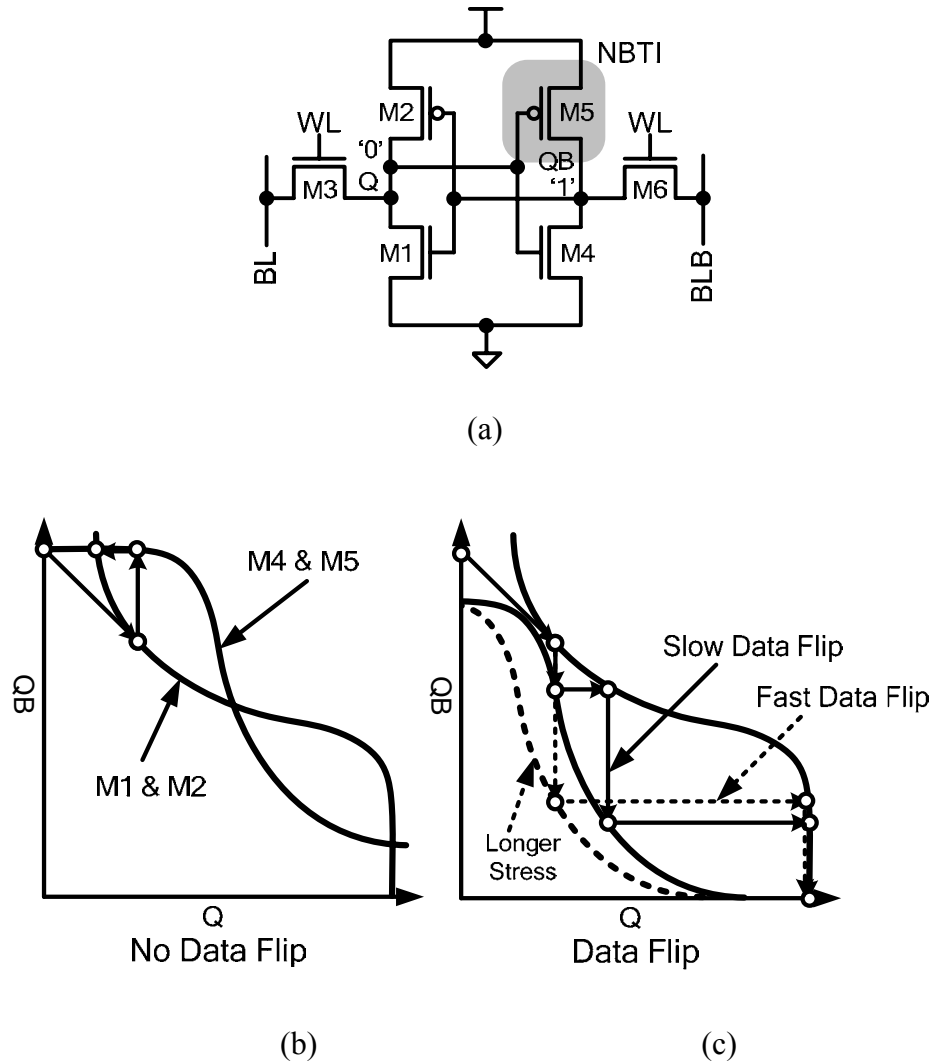 NBTI
M2
M5
WL
WL
'0'
Q
QB
'1'
M3
M6
M1
M4
BL
BLB
(a)
M4 & M5
QB
M1 & M2
Q
No Data Flip
Slow Data Flip
Fast Data Flip
QB
Longer
Stress
Q
Data Flip
(b)
(c)